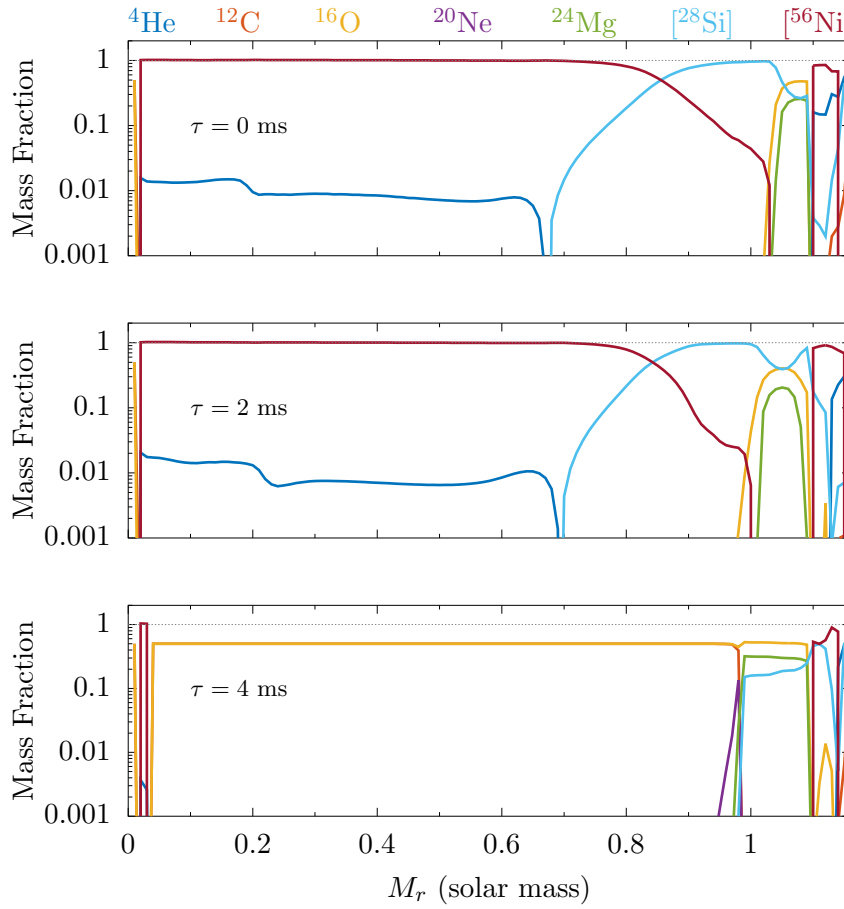 ⁴He ¹²C ¹⁶O ²⁰Ne ²⁴Mg [²⁸Si] [⁵⁶Ni
Mass Fraction
1
0.1
0.01
0.001
τ = 0 ms
Mass Fraction
1
0.1
0.01
0.001
τ = 2 ms
Mass Fraction
1
0.1
0.01
0.001
τ = 4 ms
0 0.2 0.4 0.6 0.8 1
Mᵣ (solar mass)